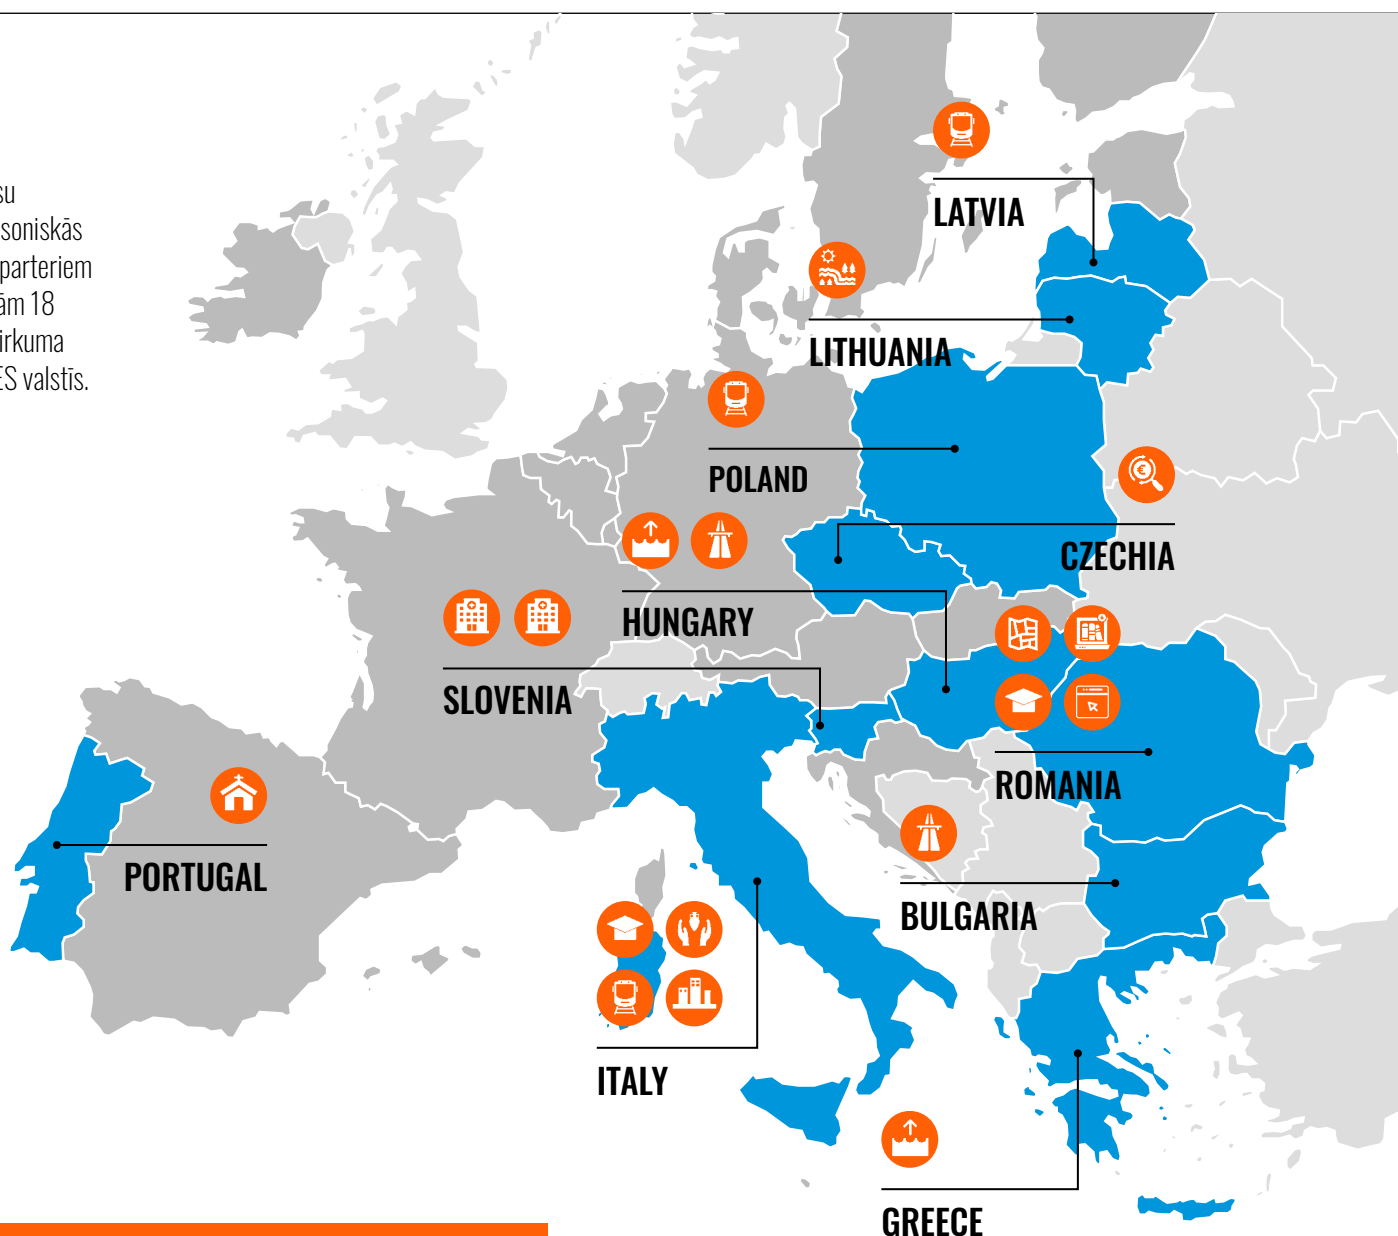 su
soniskās
parteriem
ām 18
irkuma
ES valstīs.
LATVIA
LITHUANIA
POLAND
CZECHIA
HUNGARY
SLOVENIA
ROMANIA
PORTUGAL
BULGARIA
ITALY
GREECE